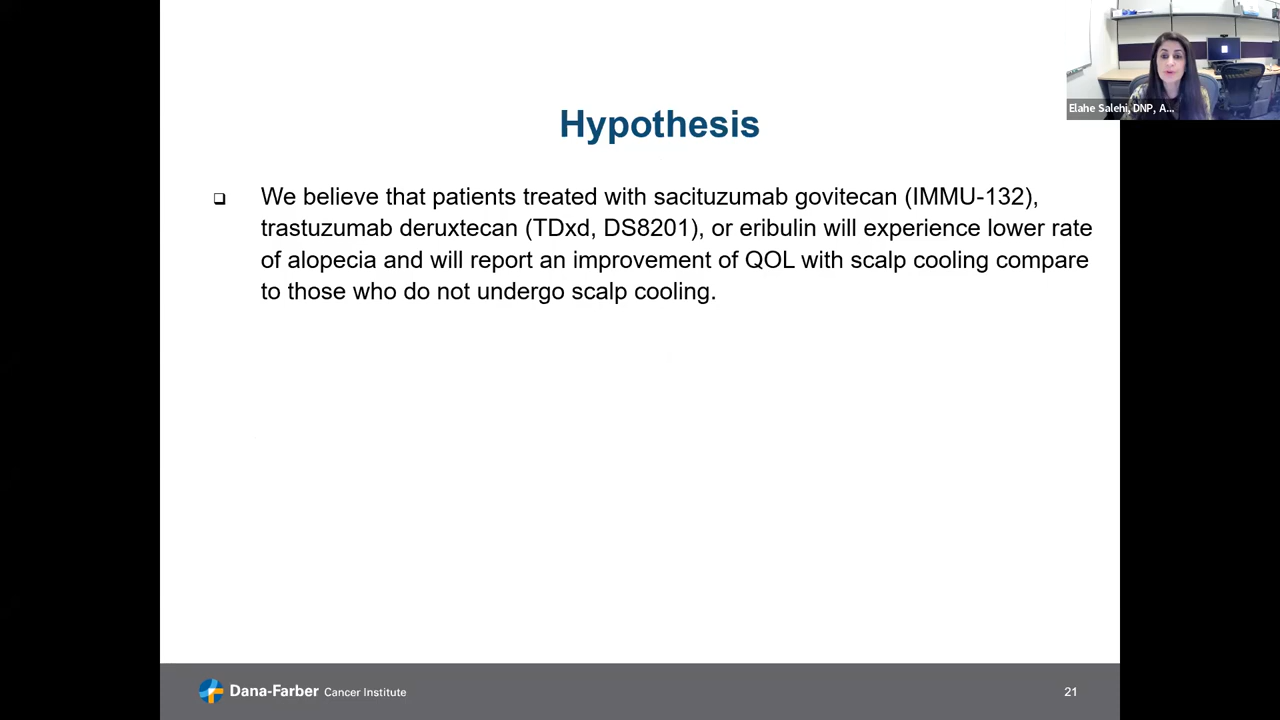 Elahe Salehi, DNP, A...
Hypothesis
❑ We believe that patients treated with sacituzumab govitecan (IMMU-132),
trastuzumab deruxtecan (TDxd, DS8201), or eribulin will experience lower rate
of alopecia and will report an improvement of QOL with scalp cooling compare
to those who do not undergo scalp cooling.
Dana-Farber Cancer Institute
21